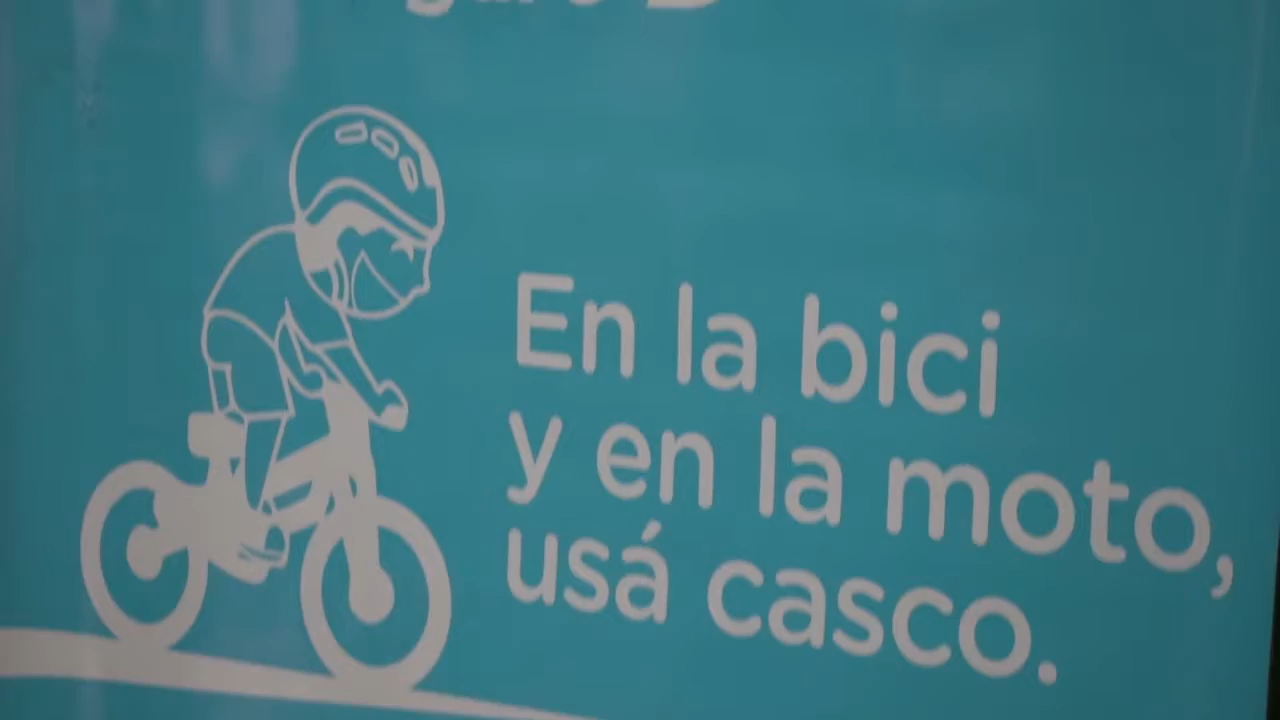 En la bici
y en la moto,
usá casco.